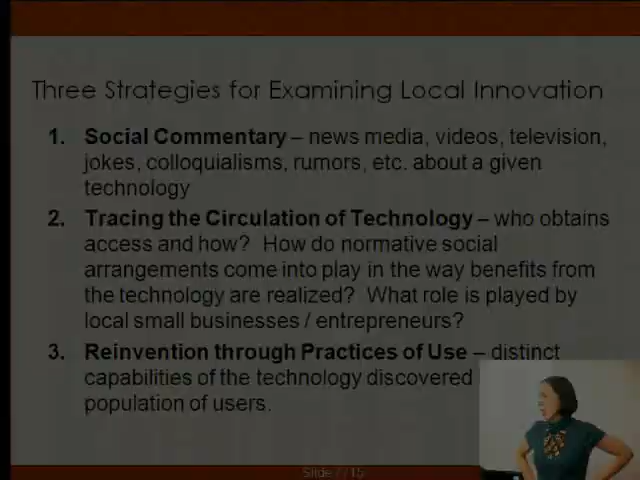 Three Strategies for Examining Local Innovation
1. Social Commentary – news media, videos, television,
jokes, colloquialisms, rumors, etc. about a given
technology
2. Tracing the Circulation of Technology – who obtains
access and how? How do normative social
arrangements come into play in the way benefits from
the technology are realized? What role is played by
local small businesses / entrepreneurs?
3. Reinvention through Practices of Use – distinct
capabilities of the technology discovered
population of users.
Slide 7 / 15